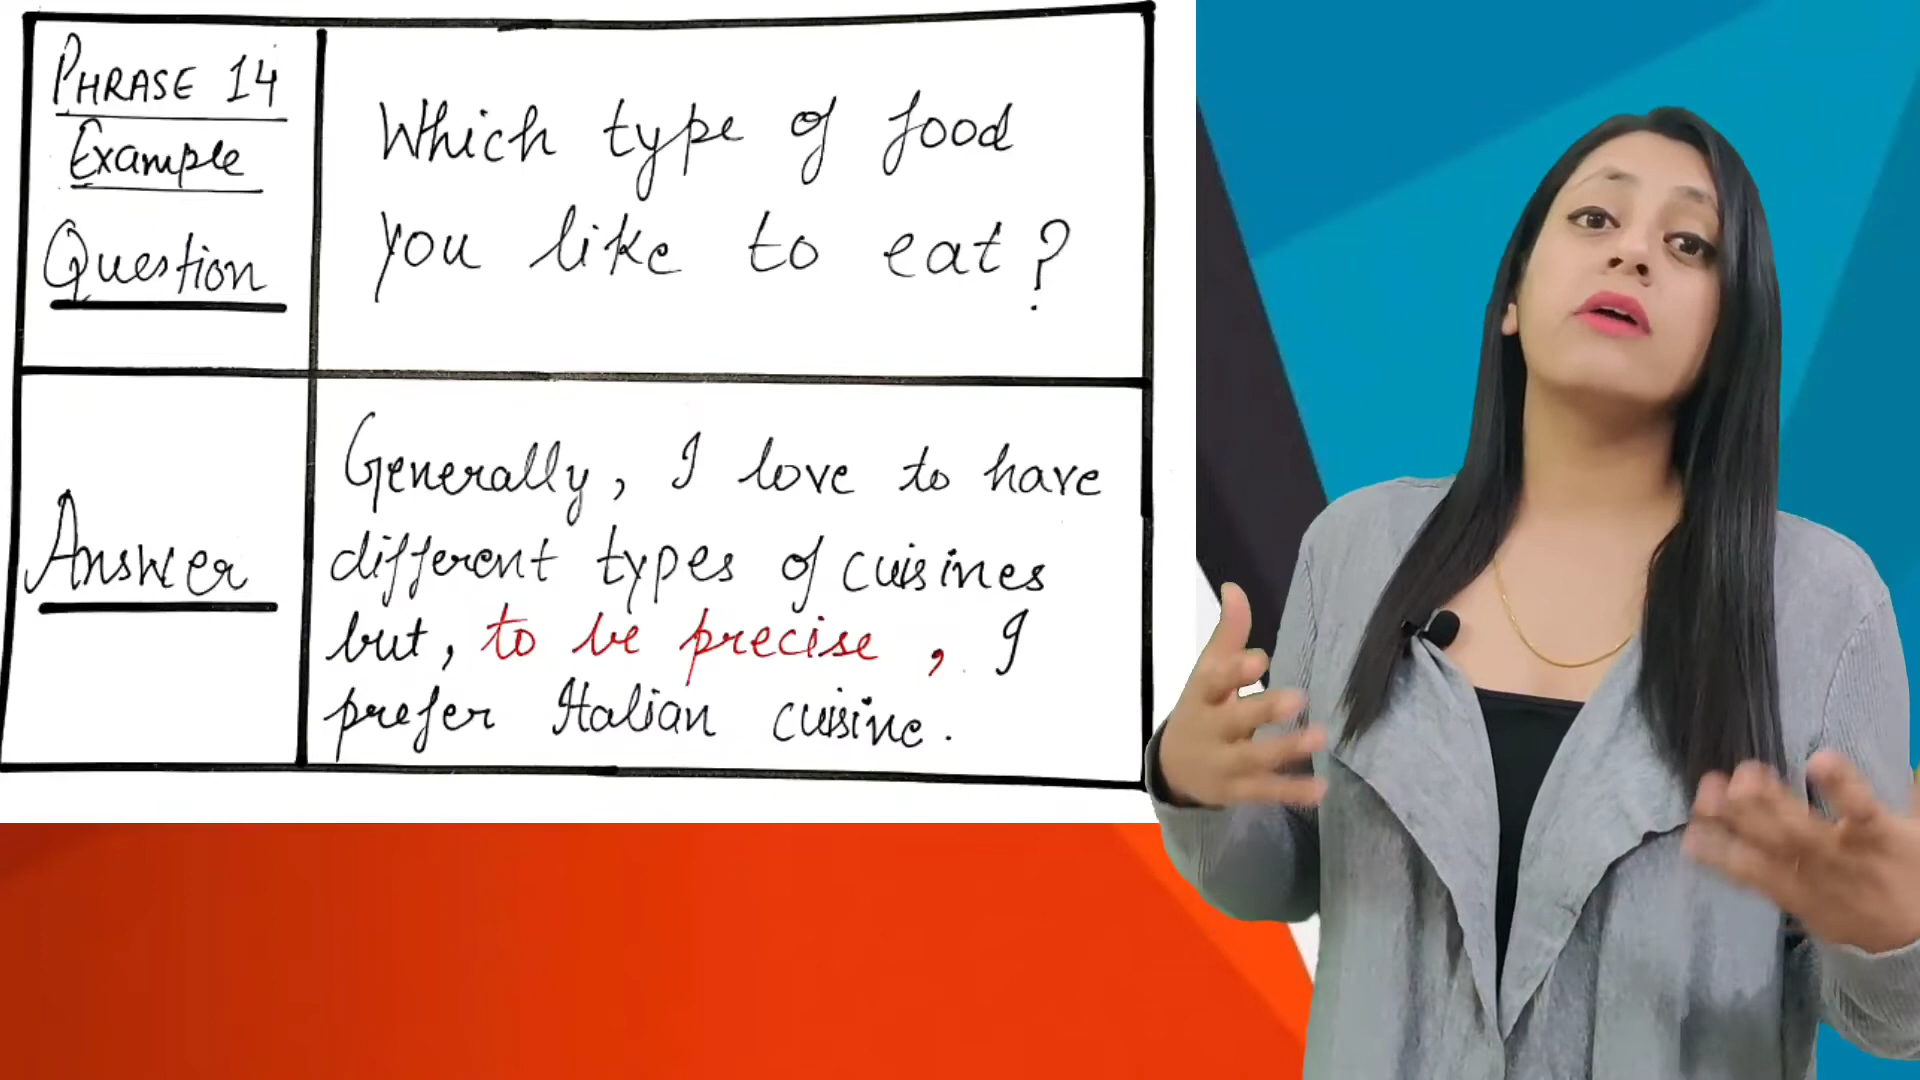 PHRASE 14
Example
Question
Which type of food
you like to eat?
Answer
Generally, I love to have
different types of cuisines
but, to be precise, I
prefer Italian cuisine.